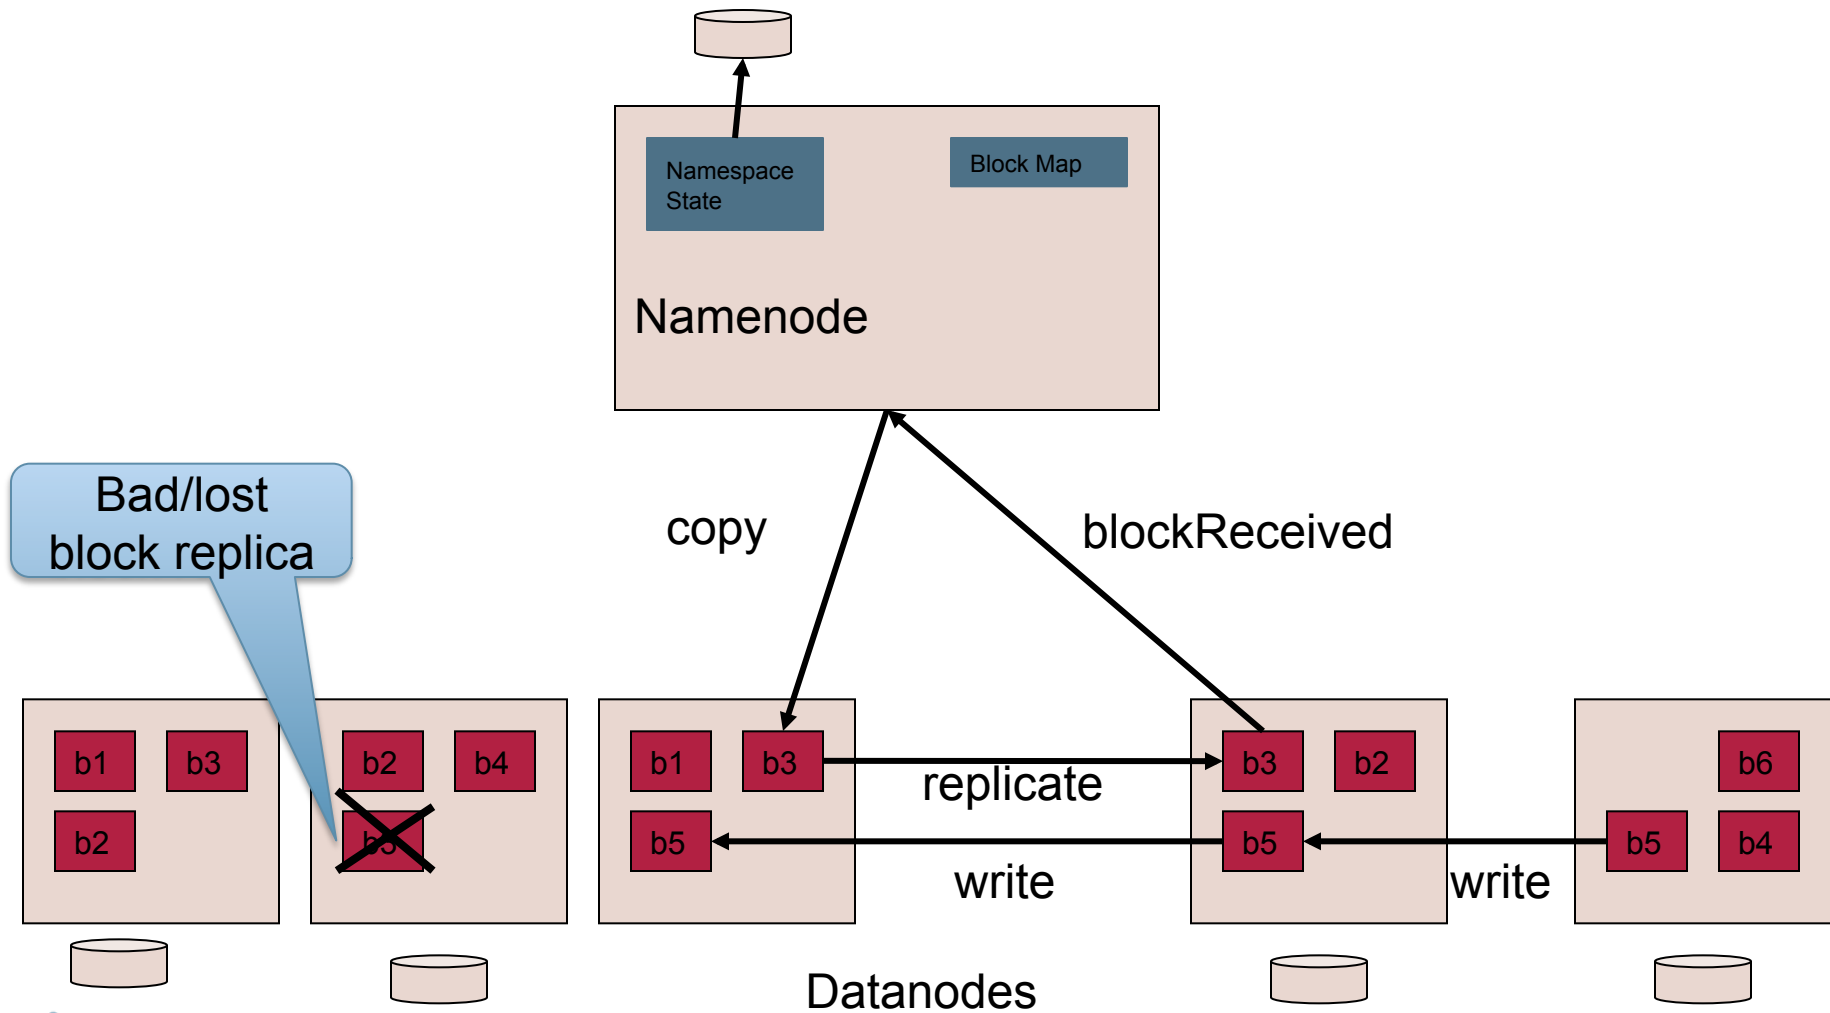 Namespace
State
Block Map
Namenode
Bad/lost
block replica
copy
blockReceived
b1
b3
b2
b4
b1
b3
b3
b2
b6
replicate
b2
b5
b5
b5
b4
write
write
Datanodes